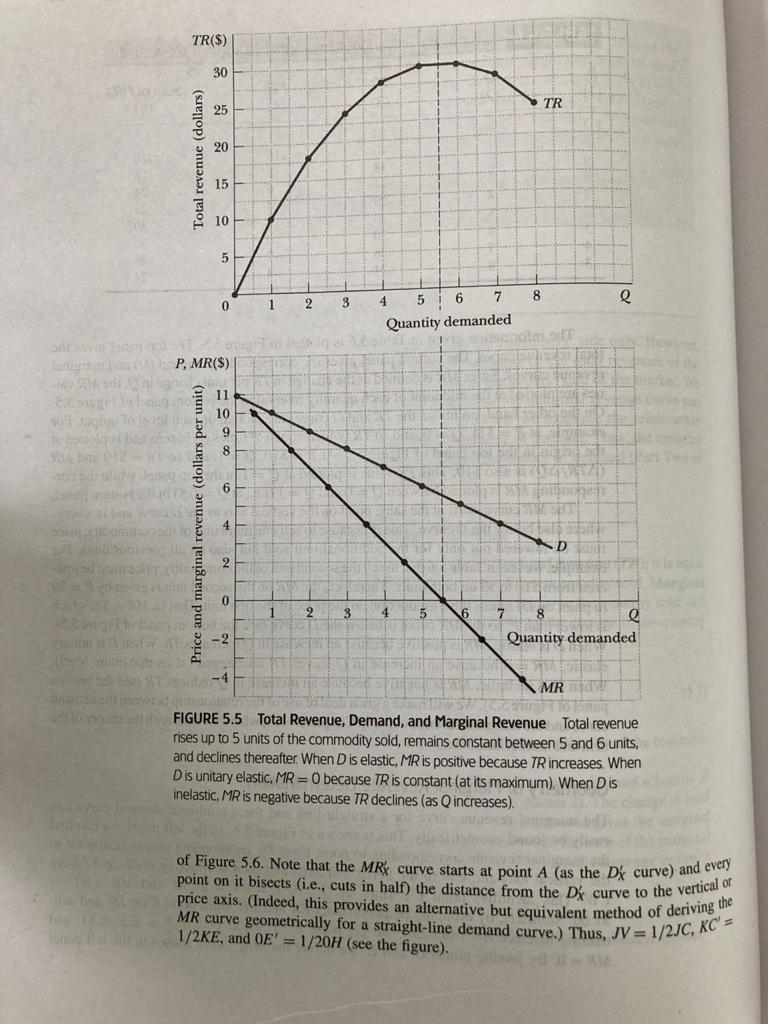 TR($)
30
25
20
15
10
5
0
Total revenue (dollars)
TR
1 2 3 4 5 6 7 8 Q
Quantity demanded
P, MR($)
11
10
9
8
6
4
2
0
−2
−4
Price and marginal revenue (dollars per unit)
D
1 2 3 4 5 6 7 8 Q
Quantity demanded
MR
FIGURE 5.5 Total Revenue, Demand, and Marginal Revenue Total revenue
rises up to 5 units of the commodity sold, remains constant between 5 and 6 units,
and declines thereafter. When D is elastic, MR is positive because TR increases. When
D is unitary elastic, MR = 0 because TR is constant (at its maximum). When D is
inelastic, MR is negative because TR declines (as Q increases).
of Figure 5.6. Note that the MR′X curve starts at point A (as the D′X curve) and every
point on it bisects (i.e., cuts in half) the distance from the D′X curve to the vertical or
price axis. (Indeed, this provides an alternative but equivalent method of deriving the
MR curve geometrically for a straight-line demand curve.) Thus, JV = 1/2JC, KC′ =
1/2KE, and 0E′ = 1/20H (see the figure).